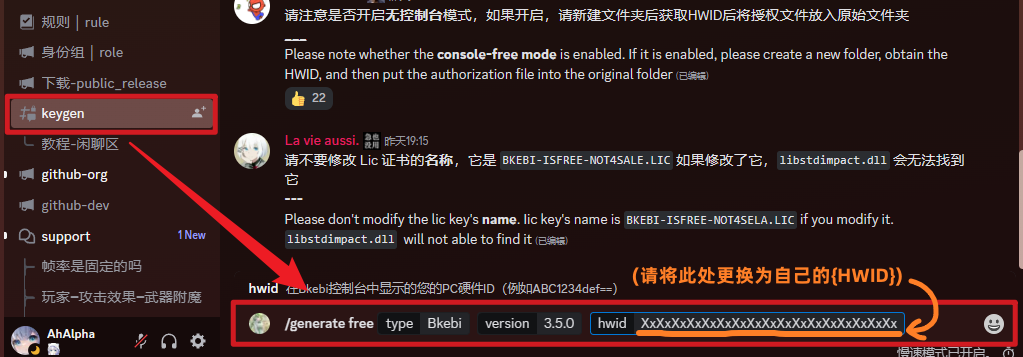 规则 | rule
身份组 | role
下载-public_release
keygen
教程-闲聊区
github-org
github-dev
support 1 New
帧率是固定的吗
玩家–攻击效果–武器附魔
AhAlpha
请注意是否开启无控制台模式，如果开启，请新建文件夹后获取HWID后将授权文件放入原始文件夹
---
Please note whether the console-free mode is enabled. If it is enabled, please create a new folder, obtain the
HWID, and then put the authorization file into the original folder (已编辑)
👍 22
La vie aussi. 急也没用 昨天19:15
请不要修改 Lic 证书的名称，它是 BKEBI-ISFREE-NOT4SALE.LIC 如果修改了它，libstdimpact.dll 会无法找到
它
---
Please don't modify the lic key's name. lic key's name is BKEBI-ISFREE-NOT4SELA.LIC if you modify it.
libstdimpact.dll will not able to find it (已编辑)
(请将此处更换为自己的{HWID})
hwid 在Bkebi控制台中显示的您的PC硬件ID（例如ABC1234def==）
/generate free type Bkebi version 3.5.0 hwid XxXxXxXxXxXxXxXxXxXxXxXxXxXxXxXxXx
慢速模式已开启。